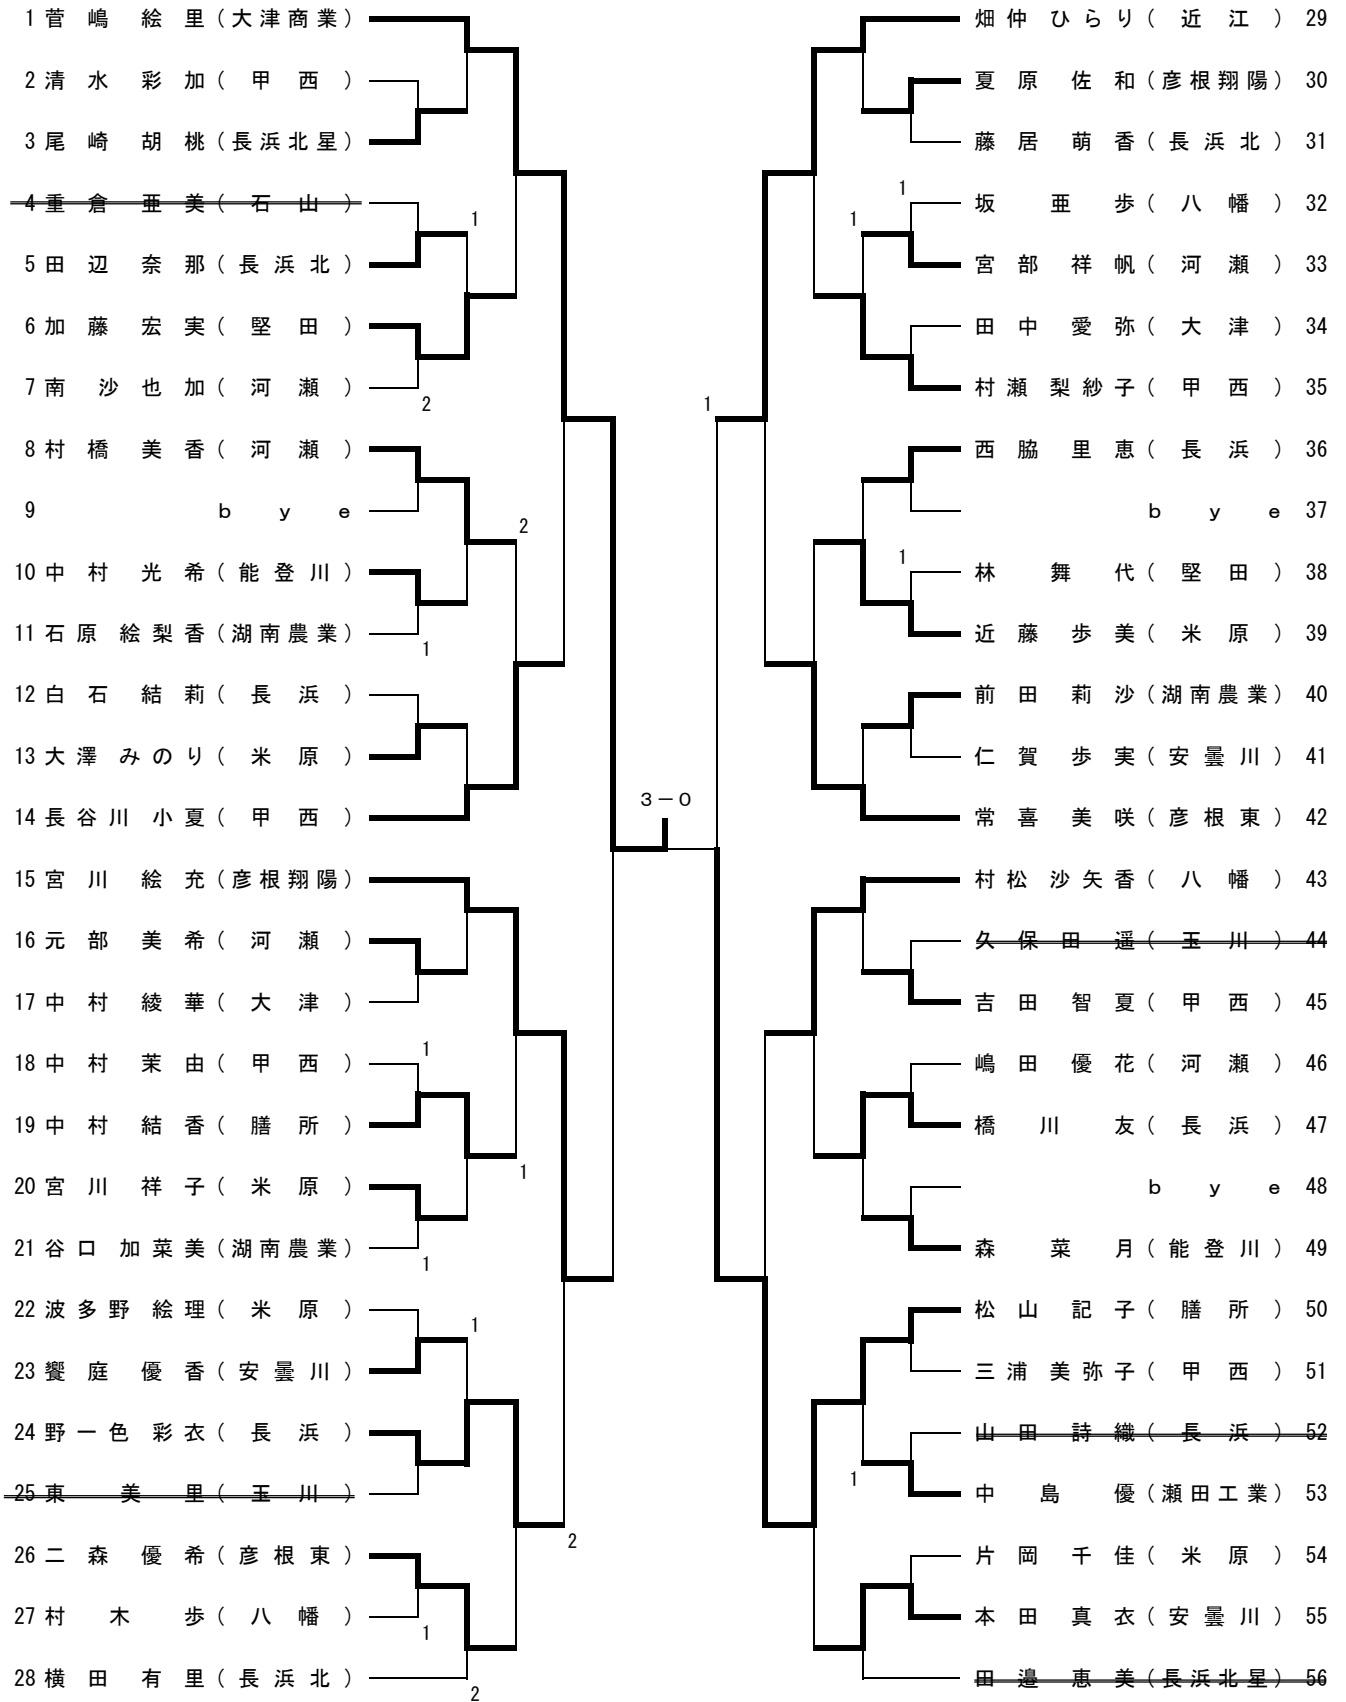 1 菅嶋 絵里 (大津商業)
2 清水 彩加 (甲西)
3 尾崎 胡桃 (長浜北星)
4 重倉 亜美 (石山)
1
5 田辺 奈那 (長浜北)
6 加藤 宏実 (堅田)
7 南 沙也加 (河瀬)
2
8 村橋 美香 (河瀬)
9 bye
2
10 中村 光希 (能登川)
11 石原 絵梨香 (湖南農業)
1
12 白石 結莉 (長浜)
13 大澤 みのり (米原)
14 長谷川 小夏 (甲西)
15 宮川 絵充 (彦根翔陽)
16 元部 美希 (河瀬)
17 中村 綾華 (大津)
1
18 中村 茉由 (甲西)
19 中村 結香 (膳所)
1
20 宮川 祥子 (米原)
21 谷口 加菜美 (湖南農業)
1
22 波多野 絵理 (米原)
1
23 饗庭 優香 (安曇川)
24 野一色 彩衣 (長浜)
25 東 美里 (玉川)
2
26 二森 優希 (彦根東)
27 村木 歩 (八幡)
1
28 横田 有里 (長浜北)
2
3-0
畑仲 ひらり (近江) 29
夏原 佐和 (彦根翔陽) 30
藤居 萌香 (長浜北) 31
1
坂 亜歩 (八幡) 32
1
宮部 祥帆 (河瀬) 33
田中 愛弥 (大津) 34
村瀬 梨紗子 (甲西) 35
1
西脇 里恵 (長浜) 36
bye 37
1
林 舞代 (堅田) 38
近藤 歩美 (米原) 39
前田 莉沙 (湖南農業) 40
仁賀 歩実 (安曇川) 41
常喜 美咲 (彦根東) 42
村松 沙矢香 (八幡) 43
久保田 遥 (玉川) 44
吉田 智夏 (甲西) 45
嶋田 優花 (河瀬) 46
橋川 友 (長浜) 47
bye 48
森 菜月 (能登川) 49
松山 記子 (膳所) 50
三浦 美弥子 (甲西) 51
山田 詩織 (長浜) 52
1
中島 優 (瀬田工業) 53
片岡 千佳 (米原) 54
本田 真衣 (安曇川) 55
田邉 恵美 (長浜北星) 56